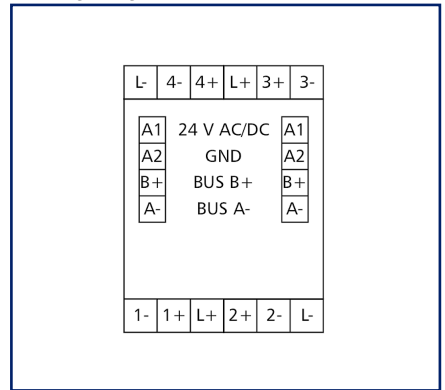 L- 4- 4+ L+ 3+ 3-
A1 24 V AC/DC A1
A2 GND A2
B+ BUS B+ B+
A- BUS A- A-
1- 1+ L+ 2+ 2- L-